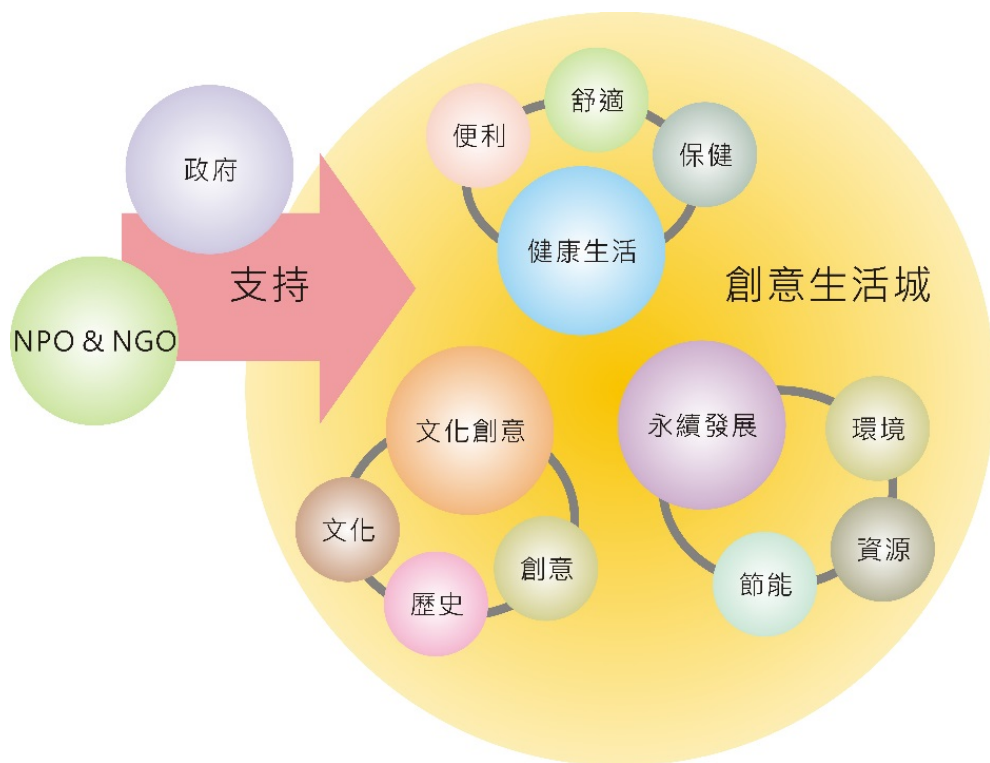 政府
NPO & NGO
支持
創意生活城
便利
舒適
保健
健康生活
文化創意
文化
歷史
創意
永續發展
環境
資源
節能